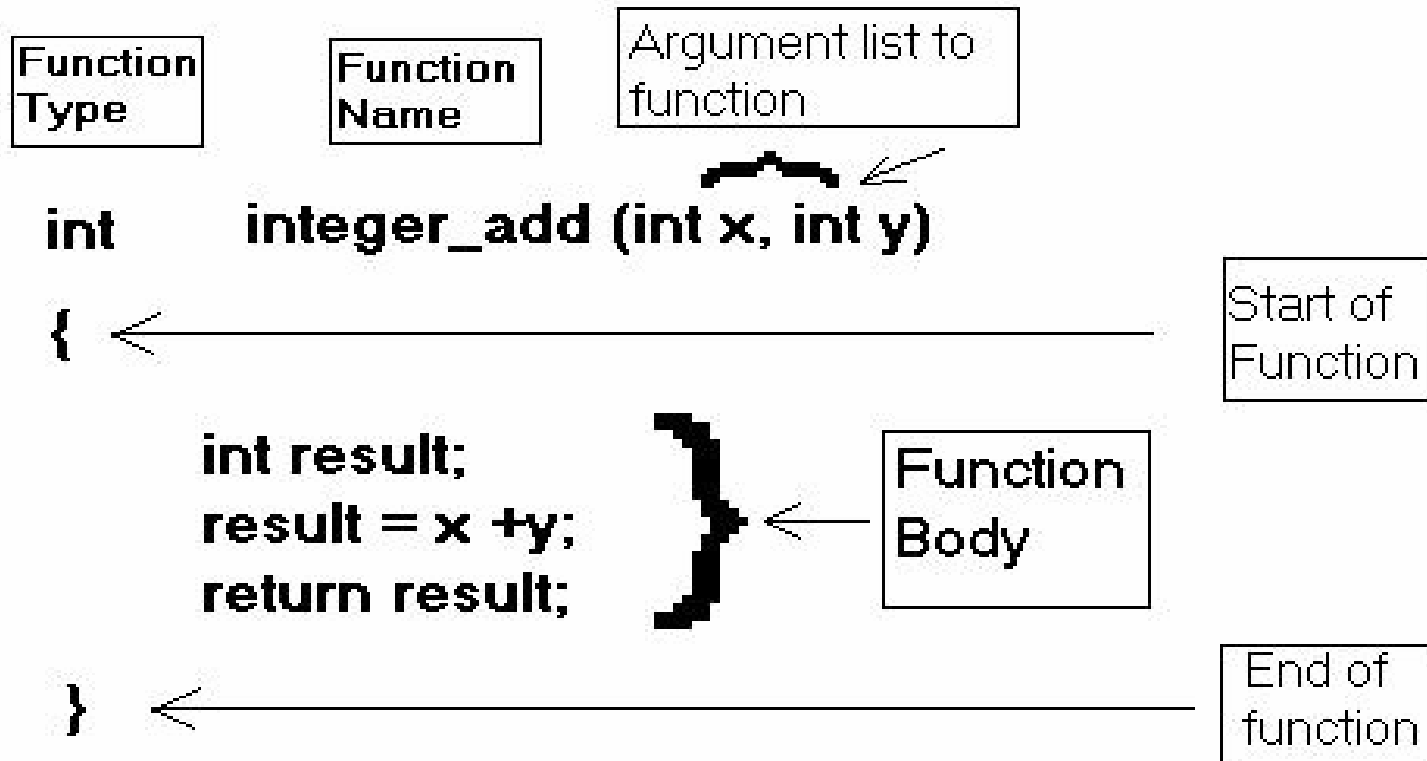 Function
Type
Function
Name
Argument list to
function
int integer_add (int x, int y)
{
Start of
Function
int result;
result = x +y;
return result;
Function
Body
}
End of
function